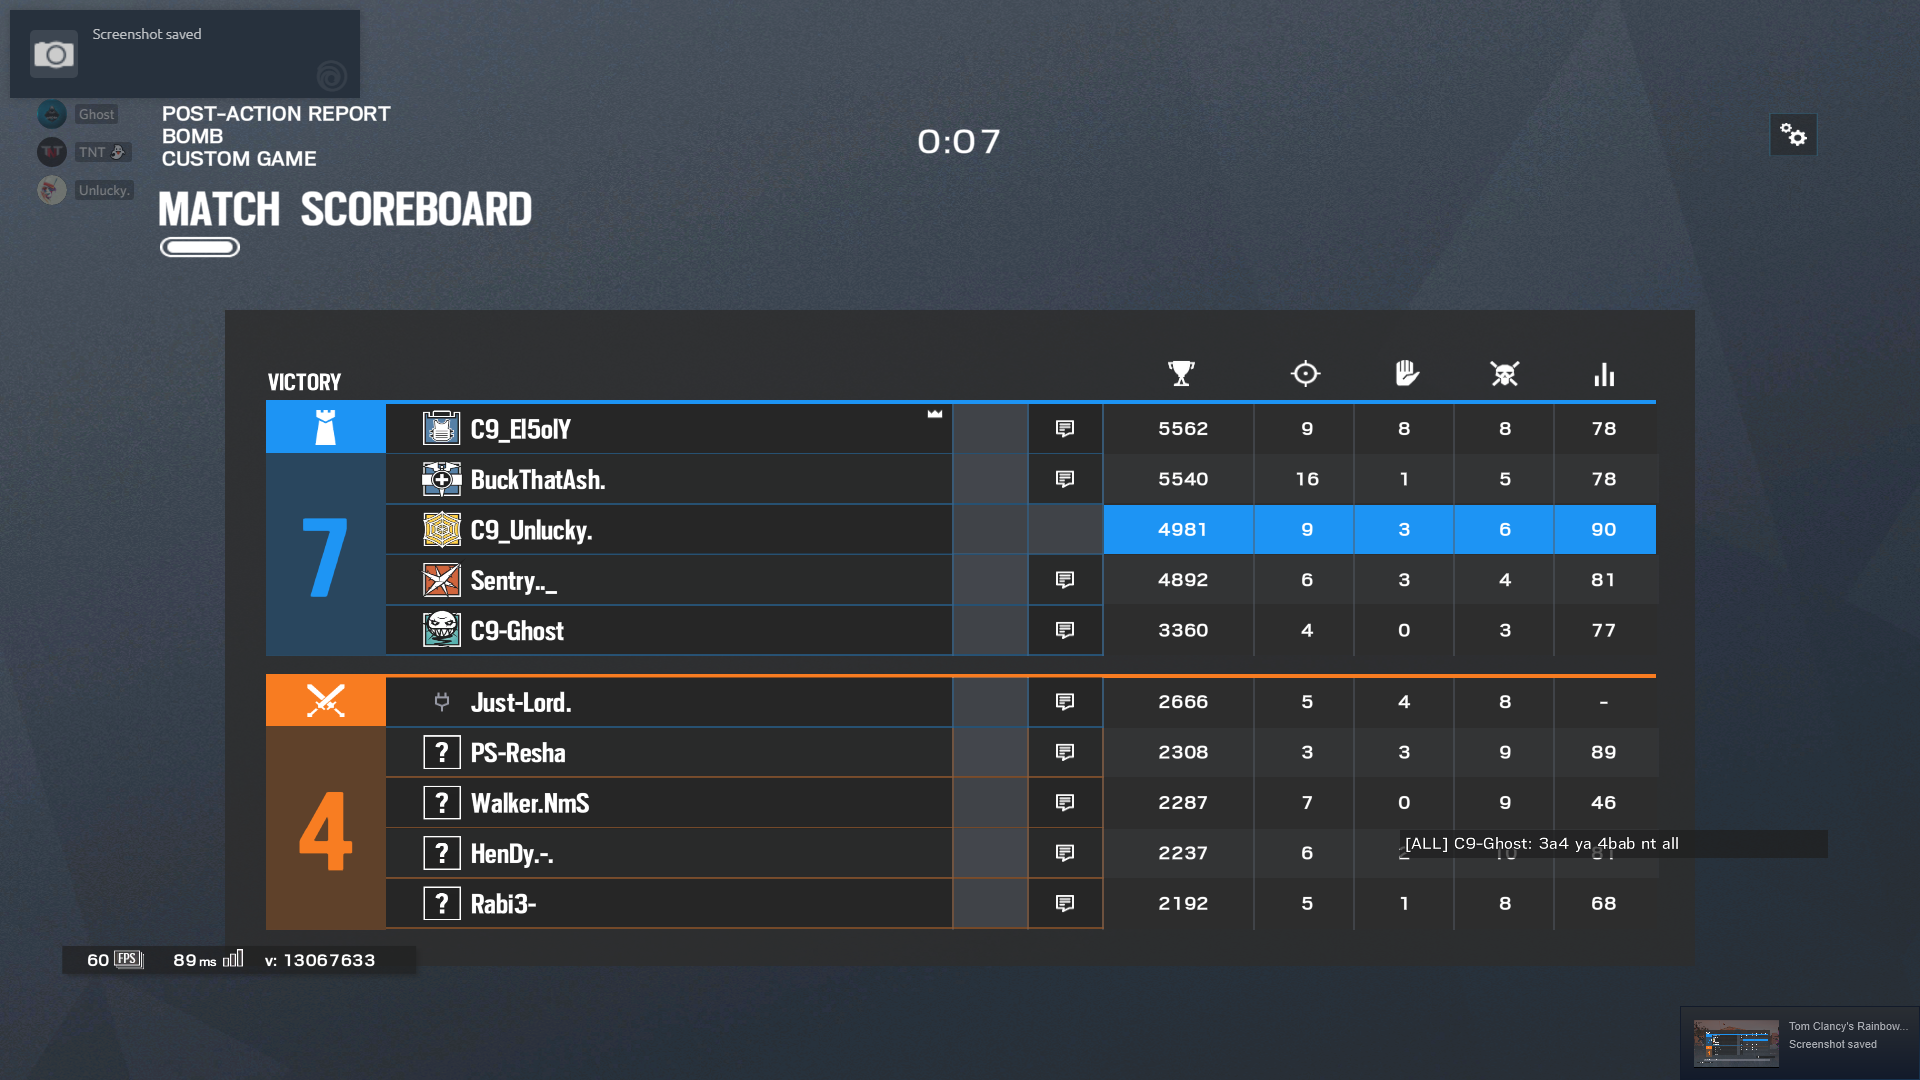 Screenshot saved
Ghost
TNT
Unlucky.
POST-ACTION REPORT
BOMB
CUSTOM GAME
MATCH SCOREBOARD
0:07
VICTORY
7
C9_El5olY 5562 9 8 8 78
BuckThatAsh. 5540 16 1 5 78
C9_Unlucky. 4981 9 3 6 90
Sentry.._ 4892 6 3 4 81
C9-Ghost 3360 4 0 3 77
4
Just-Lord. 2666 5 4 8 -
? PS-Resha 2308 3 3 9 89
? Walker.NmS 2287 7 0 9 46
[ALL] C9-Ghost: 3a4 ya 4bab nt all
? HenDy.-. 2237 6 2 10 81
? Rabi3- 2192 5 1 8 68
60 FPS 89 ms v: 13067633
Tom Clancy's Rainbow...
Screenshot saved